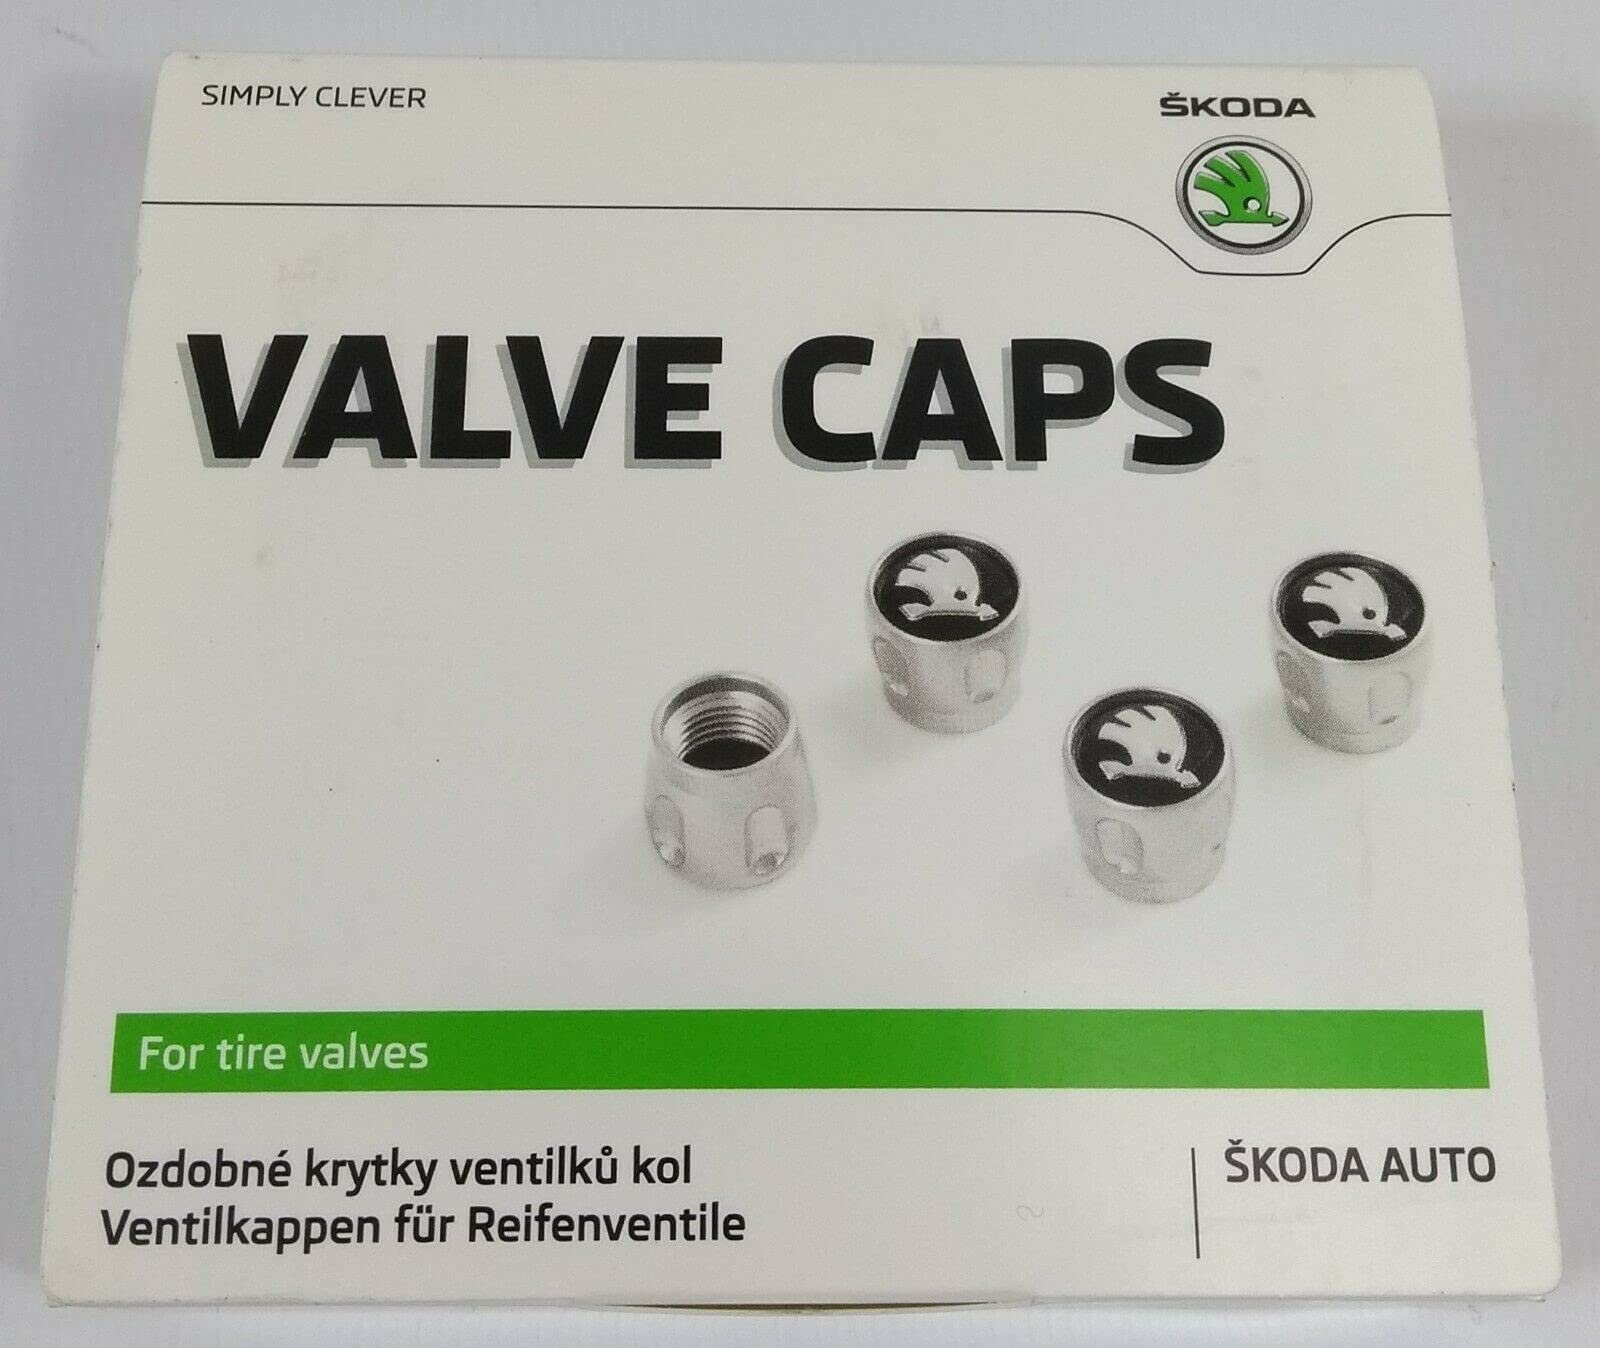 SIMPLY CLEVER
ŠKODA
VALVE CAPS
For tire valves
Ozdobné krytky ventilků kol
Ventilkappen für Reifenventile
ŠKODA AUTO